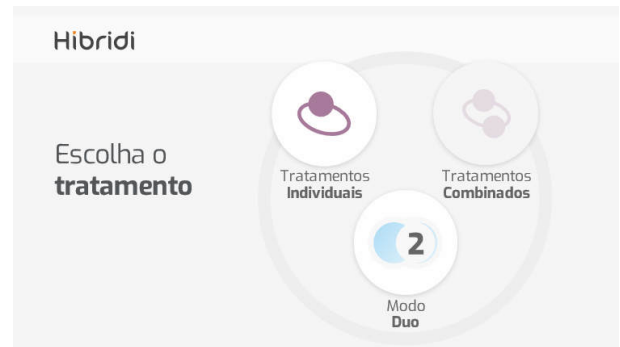 Hibridi
Escolha o
tratamento
Tratamentos
Individuais
Tratamentos
Combinados
2
Modo
Duo